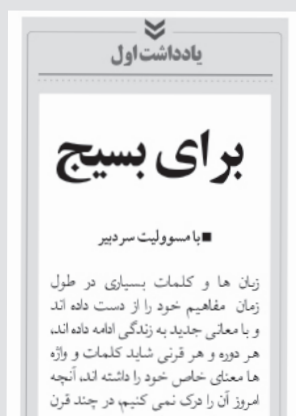 یادداشت اول
برای بسیج
■ با مسوولیت سردبیر
زبان ها و کلمات بسیاری در طول
زمان مفاهیم خود را از دست داده اند
و با معانی جدید به زندگی ادامه داده اند،
هر دوره و هر قرنی شاید کلمات و واژه
ها معنای خاص خود را داشته اند، آنچه
امروز آن را درک نمی کنیم، در چند قرن